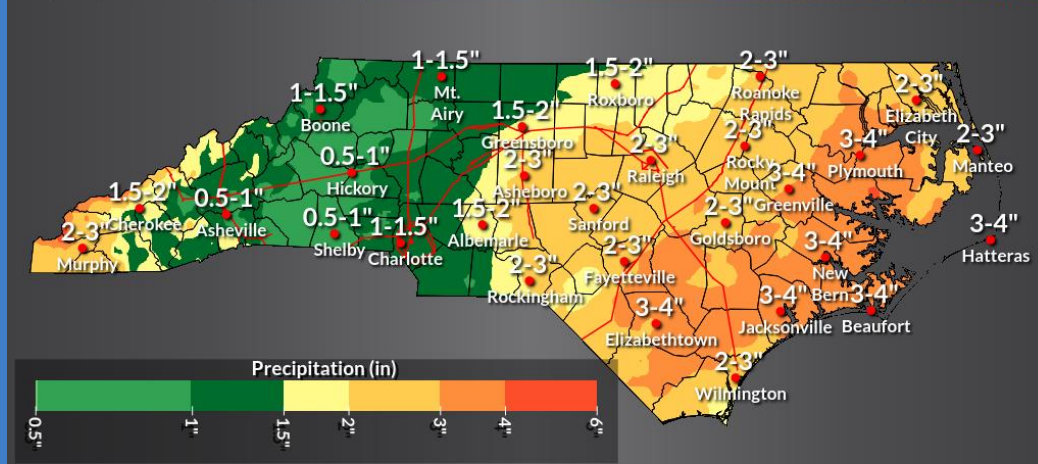 1-1.5"
Mt.
Airy
1.5-2"
Roxboro
2-3"
Roanoke
Rapids
2-3"
Elizabeth
City
1-1.5"
Boone
1.5-2"
Greensboro
2-3"
Rocky
Mount
2-3"
Manteo
0.5-1"
Hickory
2-3"
Asheboro
2-3"
Raleigh
3-4"
Plymouth
3-4"
Greenville
1.5-2"
Cherokee
0.5-1"
Asheville
0.5-1"
Shelby
1-1.5"
Charlotte
1.5-2"
Albemarle
2-3"
Sanford
2-3"
Goldsboro
3-4"
Hatteras
2-3"
Murphy
2-3"
Rockingham
2-3"
Fayetteville
3-4"
New
Bern
3-4"
Elizabethtown
3-4"
Jacksonville
3-4"
Beaufort
2-3"
Wilmington
Precipitation (in)
0.5"
1"
1.5"
2"
3"
4"
6"